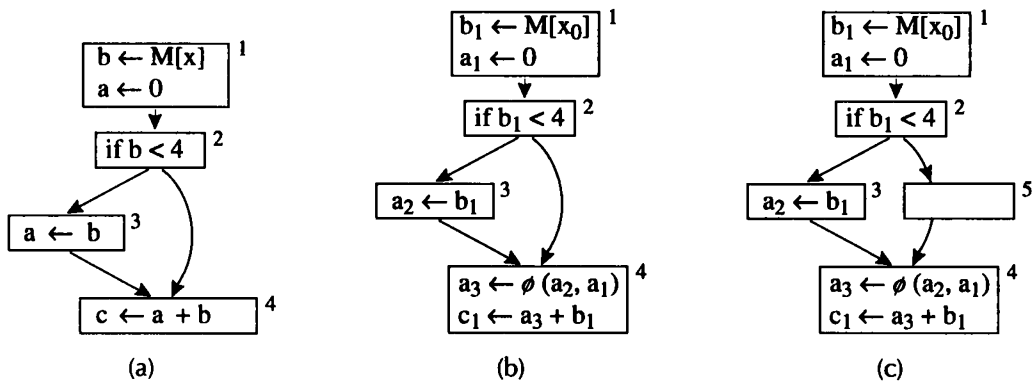 b ← M[x]
a ← 0
1
if b < 4
2
a ← b
3
c ← a + b
4
(a)
b₁ ← M[x₀]
a₁ ← 0
1
if b₁ < 4
2
a₂ ← b₁
3
a₃ ← ϕ (a₂, a₁)
c₁ ← a₃ + b₁
4
(b)
b₁ ← M[x₀]
a₁ ← 0
1
if b₁ < 4
2
a₂ ← b₁
3
5
a₃ ← ϕ (a₂, a₁)
c₁ ← a₃ + b₁
4
(c)